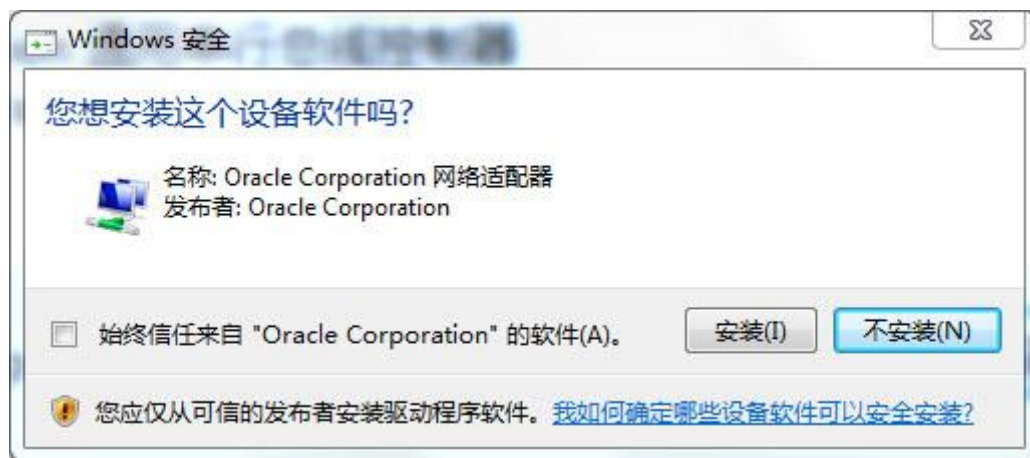 Windows 安全
您想安装这个设备软件吗?
名称: Oracle Corporation 网络适配器
发布者: Oracle Corporation
始终信任来自 "Oracle Corporation" 的软件(A)。
安装(I)
不安装(N)
您应仅从可信的发布者安装驱动程序软件。我如何确定哪些设备软件可以安全安装?